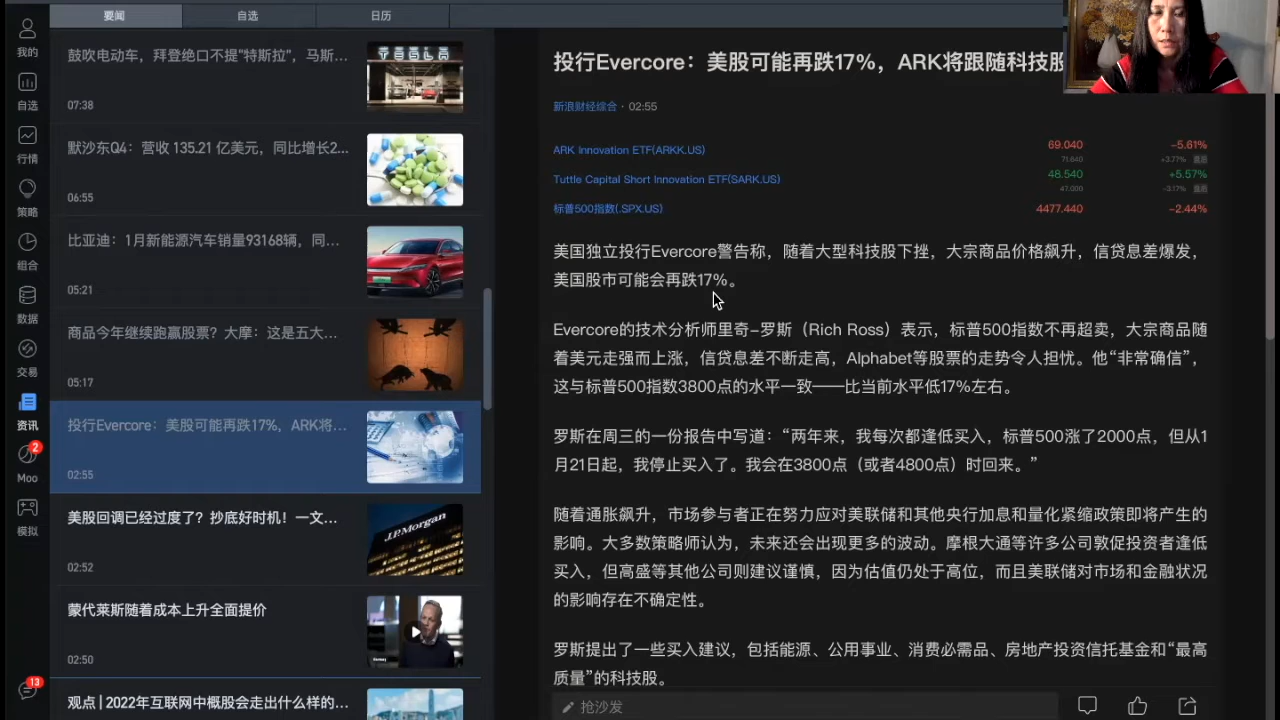 要闻
自选
日历
我的
自选
行情
策略
组合
数据
交易
资讯
2
Moo
模拟
13
鼓吹电动车，拜登绝口不提“特斯拉”，马斯...
07:38
TESLA
默沙东Q4：营收 135.21 亿美元，同比增长2...
06:55
比亚迪：1月新能源汽车销量93168辆，同...
05:21
商品今年继续跑赢股票？大摩：这是五大...
05:17
投行Evercore：美股可能再跌17%，ARK将...
02:55
美股回调已经过度了？抄底好时机！一文...
02:52
J.P.Morgan
蒙代莱斯随着成本上升全面提价
02:50
观点 | 2022年互联网中概股会走出什么样的...
投行Evercore：美股可能再跌17%，ARK将跟随科技股
新浪财经综合 · 02:55
ARK Innovation ETF(ARKK.US) 69.040 -5.61%
71.640 +3.77% 盘后
Tuttle Capital Short Innovation ETF(SARK.US) 48.540 +5.57%
47.000 -3.17% 盘后
标普500指数(.SPX.US) 4477.440 -2.44%
美国独立投行Evercore警告称，随着大型科技股下挫，大宗商品价格飙升，信贷息差爆发，
美国股市可能会再跌17%。
Evercore的技术分析师里奇-罗斯（Rich Ross）表示，标普500指数不再超卖，大宗商品随
着美元走强而上涨，信贷息差不断走高，Alphabet等股票的走势令人担忧。他“非常确信”，
这与标普500指数3800点的水平一致——比当前水平低17%左右。
罗斯在周三的一份报告中写道：“两年来，我每次都逢低买入，标普500涨了2000点，但从1
月21日起，我停止买入了。我会在3800点（或者4800点）时回来。”
随着通胀飙升，市场参与者正在努力应对美联储和其他央行加息和量化紧缩政策即将产生的
影响。大多数策略师认为，未来还会出现更多的波动。摩根大通等许多公司敦促投资者逢低
买入，但高盛等其他公司则建议谨慎，因为估值仍处于高位，而且美联储对市场和金融状况
的影响存在不确定性。
罗斯提出了一些买入建议，包括能源、公用事业、消费必需品、房地产投资信托基金和“最高
质量”的科技股。
抢沙发